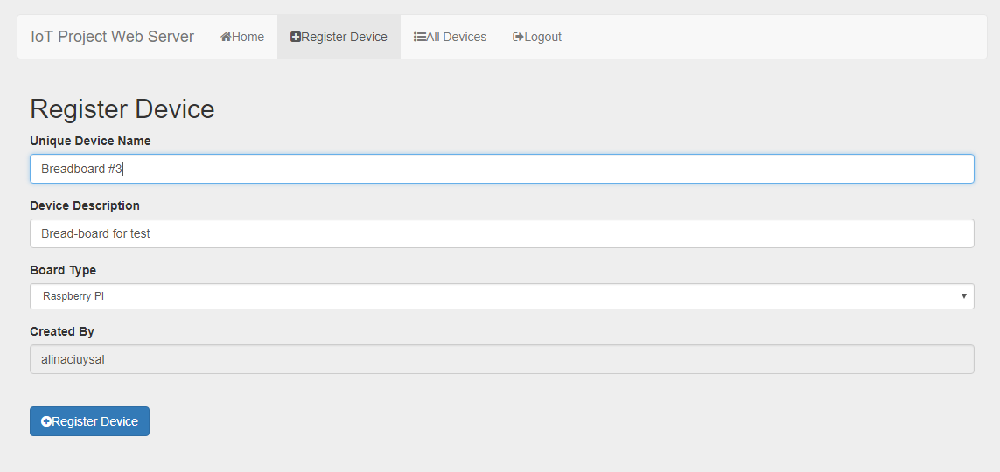 IoT Project Web Server Home Register Device All Devices Logout
Register Device
Unique Device Name
Breadboard #3
Device Description
Bread-board for test
Board Type
Raspberry PI
Created By
alinaciuysal
Register Device